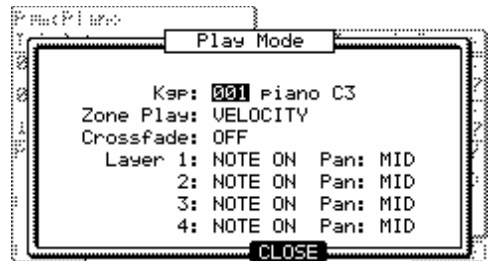 Play Mode
Kgp: 001 piano C3
Zone Play: VELOCITY
Crossfade: OFF
Layer 1: NOTE ON Pan: MID
2: NOTE ON Pan: MID
3: NOTE ON Pan: MID
4: NOTE ON Pan: MID
CLOSE